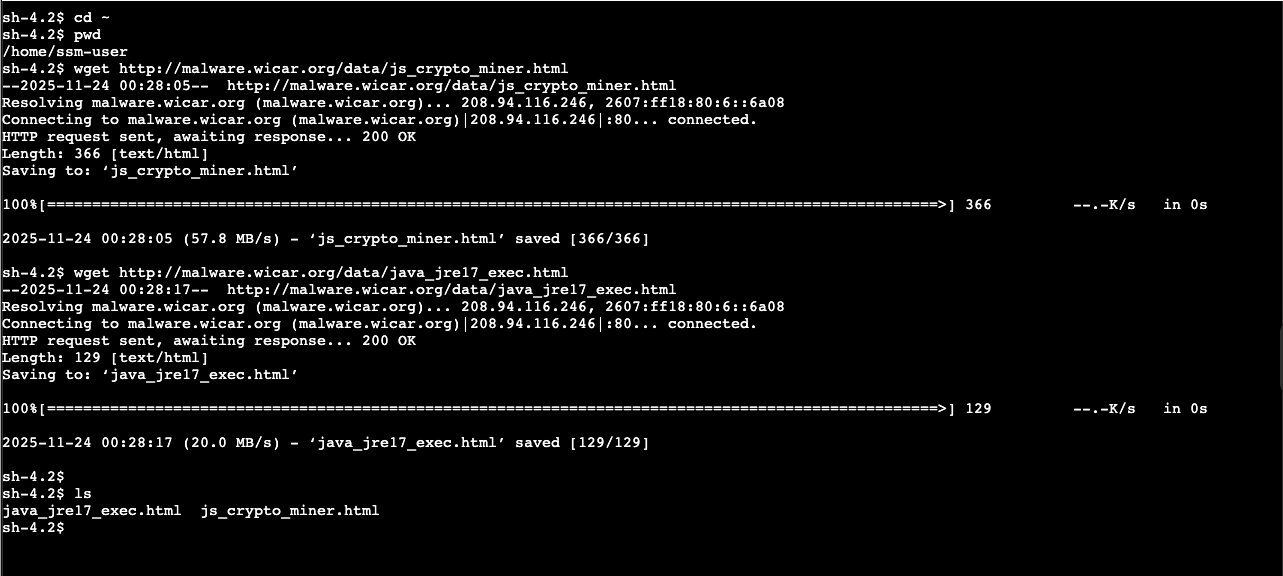 sh-4.2$ cd ~
sh-4.2$ pwd
/home/ssm-user
sh-4.2$ wget http://malware.wicar.org/data/js_crypto_miner.html
--2025-11-24 00:28:05--  http://malware.wicar.org/data/js_crypto_miner.html
Resolving malware.wicar.org (malware.wicar.org)... 208.94.116.246, 2607:ff18:80:6::6a08
Connecting to malware.wicar.org (malware.wicar.org)|208.94.116.246|:80... connected.
HTTP request sent, awaiting response... 200 OK
Length: 366 [text/html]
Saving to: ‘js_crypto_miner.html’
100%[===================================================================================================>] 366         --.-K/s   in 0s
2025-11-24 00:28:05 (57.8 MB/s) - ‘js_crypto_miner.html’ saved [366/366]
sh-4.2$ wget http://malware.wicar.org/data/java_jre17_exec.html
--2025-11-24 00:28:17--  http://malware.wicar.org/data/java_jre17_exec.html
Resolving malware.wicar.org (malware.wicar.org)... 208.94.116.246, 2607:ff18:80:6::6a08
Connecting to malware.wicar.org (malware.wicar.org)|208.94.116.246|:80... connected.
HTTP request sent, awaiting response... 200 OK
Length: 129 [text/html]
Saving to: ‘java_jre17_exec.html’
100%[===================================================================================================>] 129         --.-K/s   in 0s
2025-11-24 00:28:17 (20.0 MB/s) - ‘java_jre17_exec.html’ saved [129/129]
sh-4.2$
sh-4.2$ ls
java_jre17_exec.html  js_crypto_miner.html
sh-4.2$